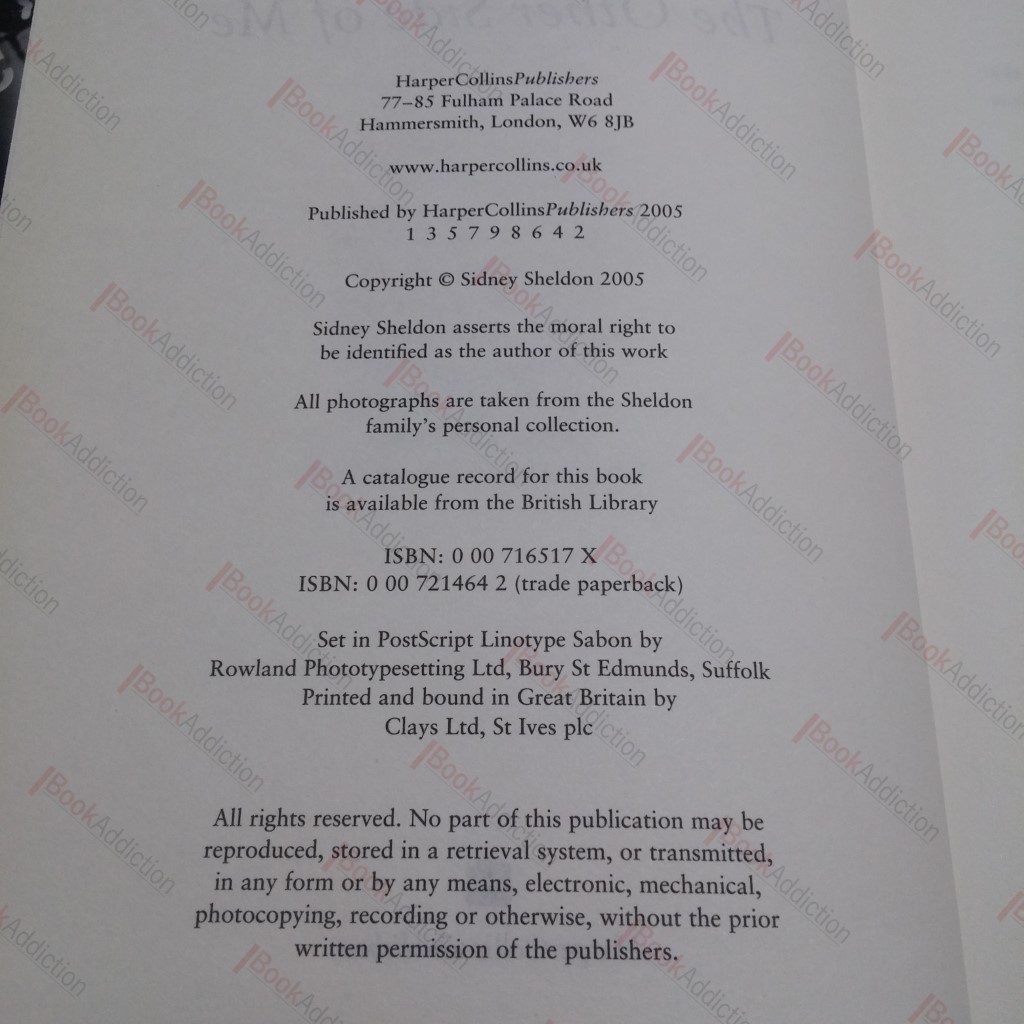 The Other Side of Me
HarperCollinsPublishers
77–85 Fulham Palace Road
Hammersmith, London, W6 8JB
www.harpercollins.co.uk
Published by HarperCollinsPublishers 2005
1 3 5 7 9 8 6 4 2
Copyright © Sidney Sheldon 2005
Sidney Sheldon asserts the moral right to
be identified as the author of this work
All photographs are taken from the Sheldon
family's personal collection.
A catalogue record for this book
is available from the British Library
ISBN: 0 00 716517 X
ISBN: 0 00 721464 2 (trade paperback)
Set in PostScript Linotype Sabon by
Rowland Phototypesetting Ltd, Bury St Edmunds, Suffolk
Printed and bound in Great Britain by
Clays Ltd, St Ives plc
All rights reserved. No part of this publication may be
reproduced, stored in a retrieval system, or transmitted,
in any form or by any means, electronic, mechanical,
photocopying, recording or otherwise, without the prior
written permission of the publishers.
BookAddiction